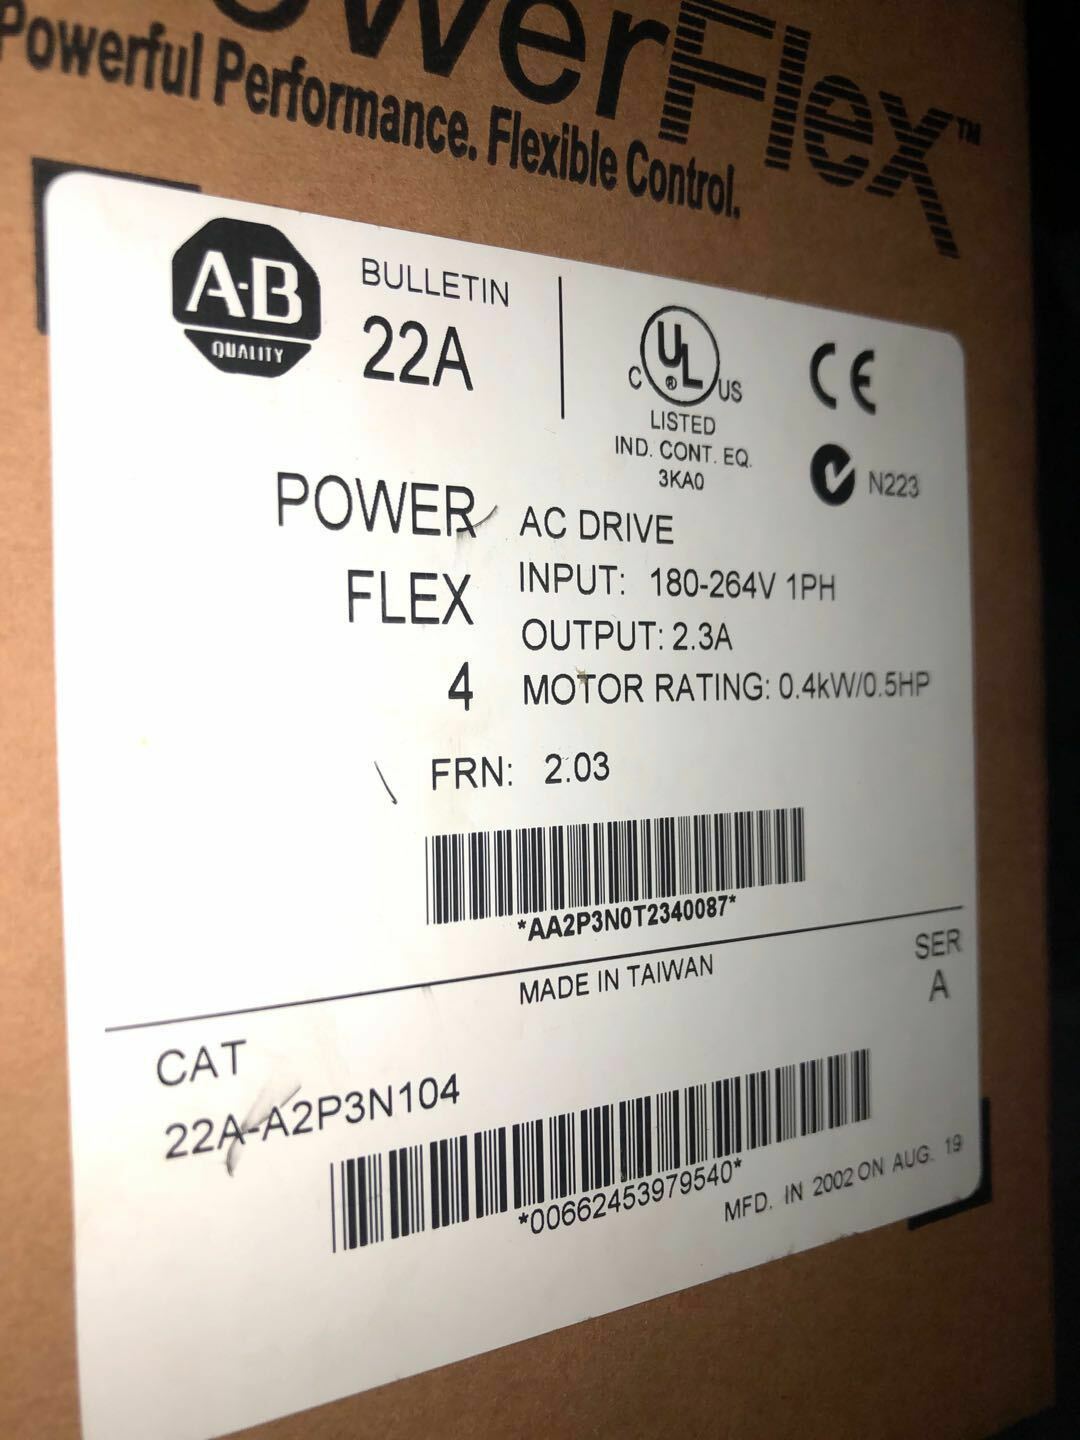 PowerFlex™
Powerful Performance. Flexible Control.
A-B
QUALITY
BULLETIN
22A
C UL® US
LISTED
IND. CONT. EQ.
3KA0
CE
N223
POWER
FLEX
4
AC DRIVE
INPUT: 180-264V 1PH
OUTPUT: 2.3A
MOTOR RATING: 0.4kW/0.5HP
FRN: 2.03
*AA2P3N0T2340087*
MADE IN TAIWAN
SER
A
CAT
22A-A2P3N104
*00662453979540*
MFD. IN 2002 ON AUG. 19